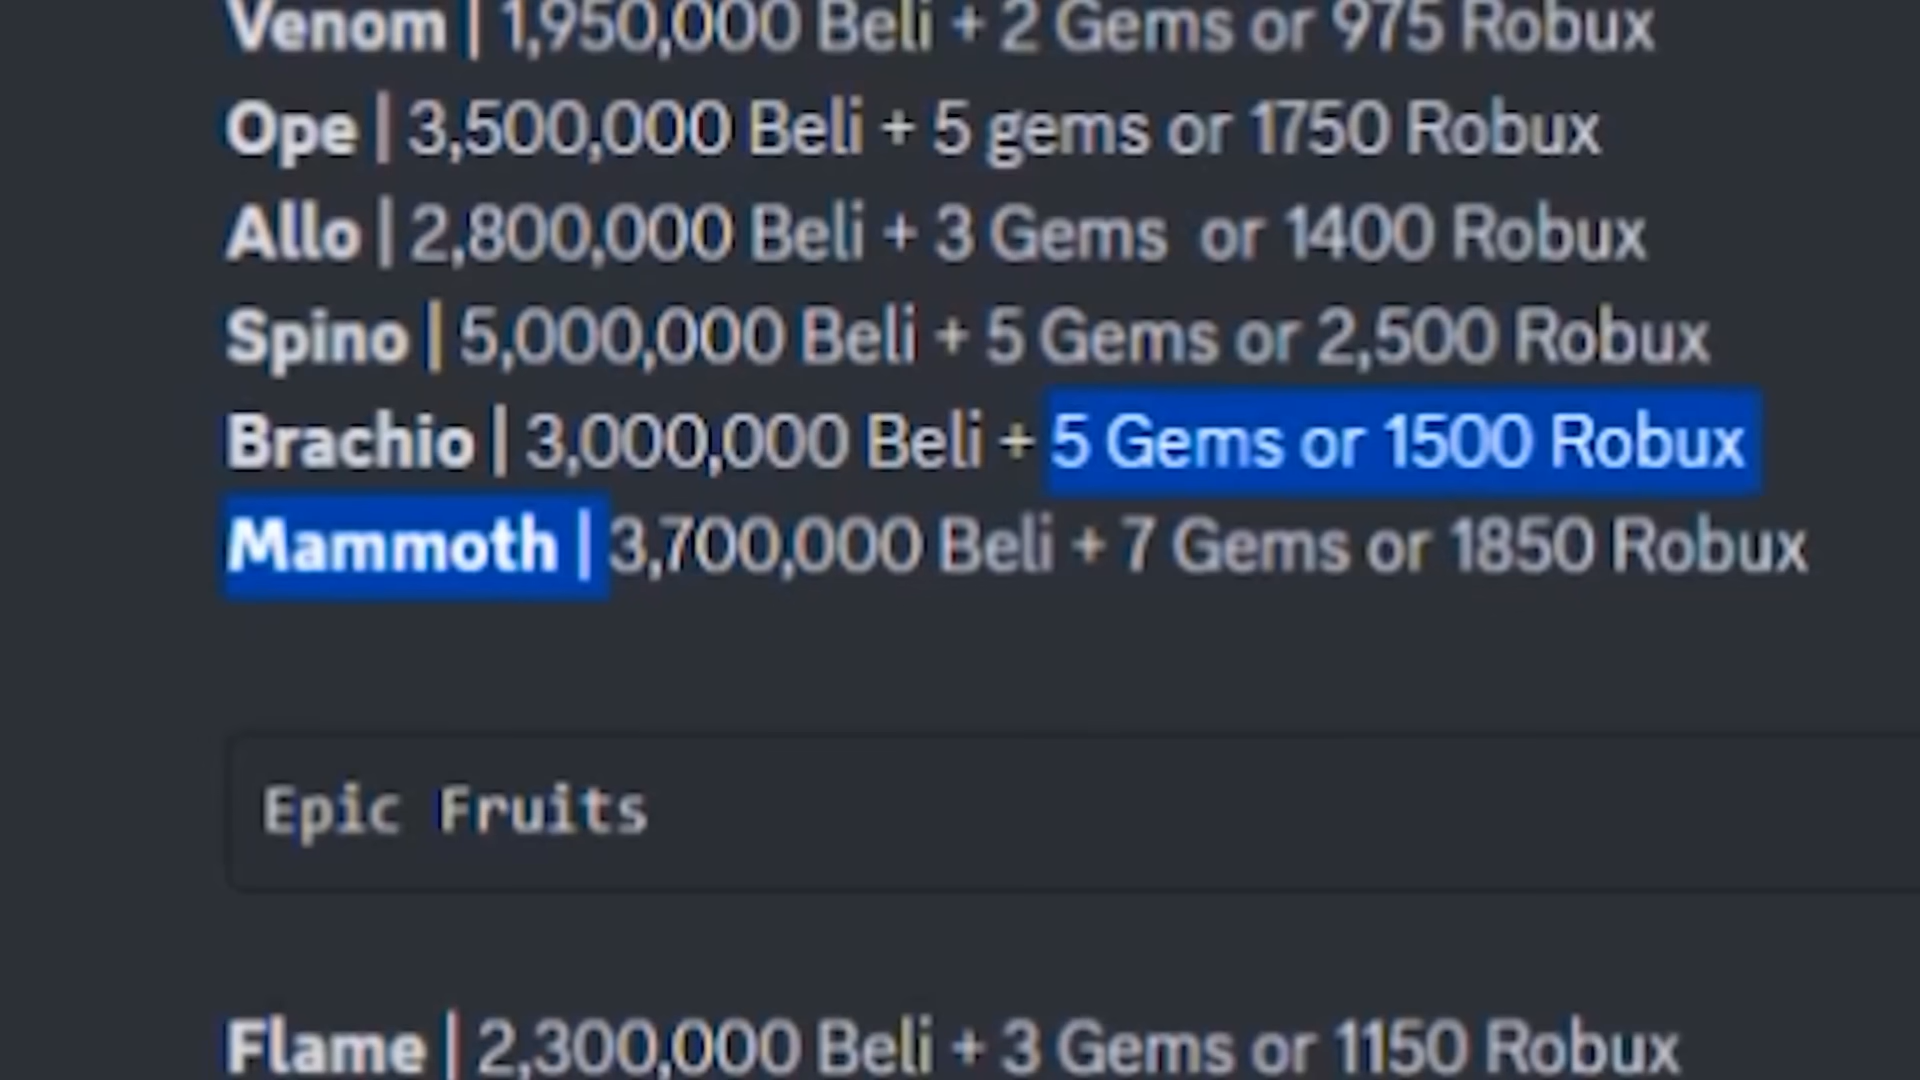 Venom | 1,950,000 Beli + 2 Gems or 975 Robux
Ope | 3,500,000 Beli + 5 gems or 1750 Robux
Allo | 2,800,000 Beli + 3 Gems  or 1400 Robux
Spino | 5,000,000 Beli + 5 Gems or 2,500 Robux
Brachio | 3,000,000 Beli + 5 Gems or 1500 Robux
Mammoth | 3,700,000 Beli + 7 Gems or 1850 Robux
Epic Fruits
Flame | 2,300,000 Beli + 3 Gems or 1150 Robux